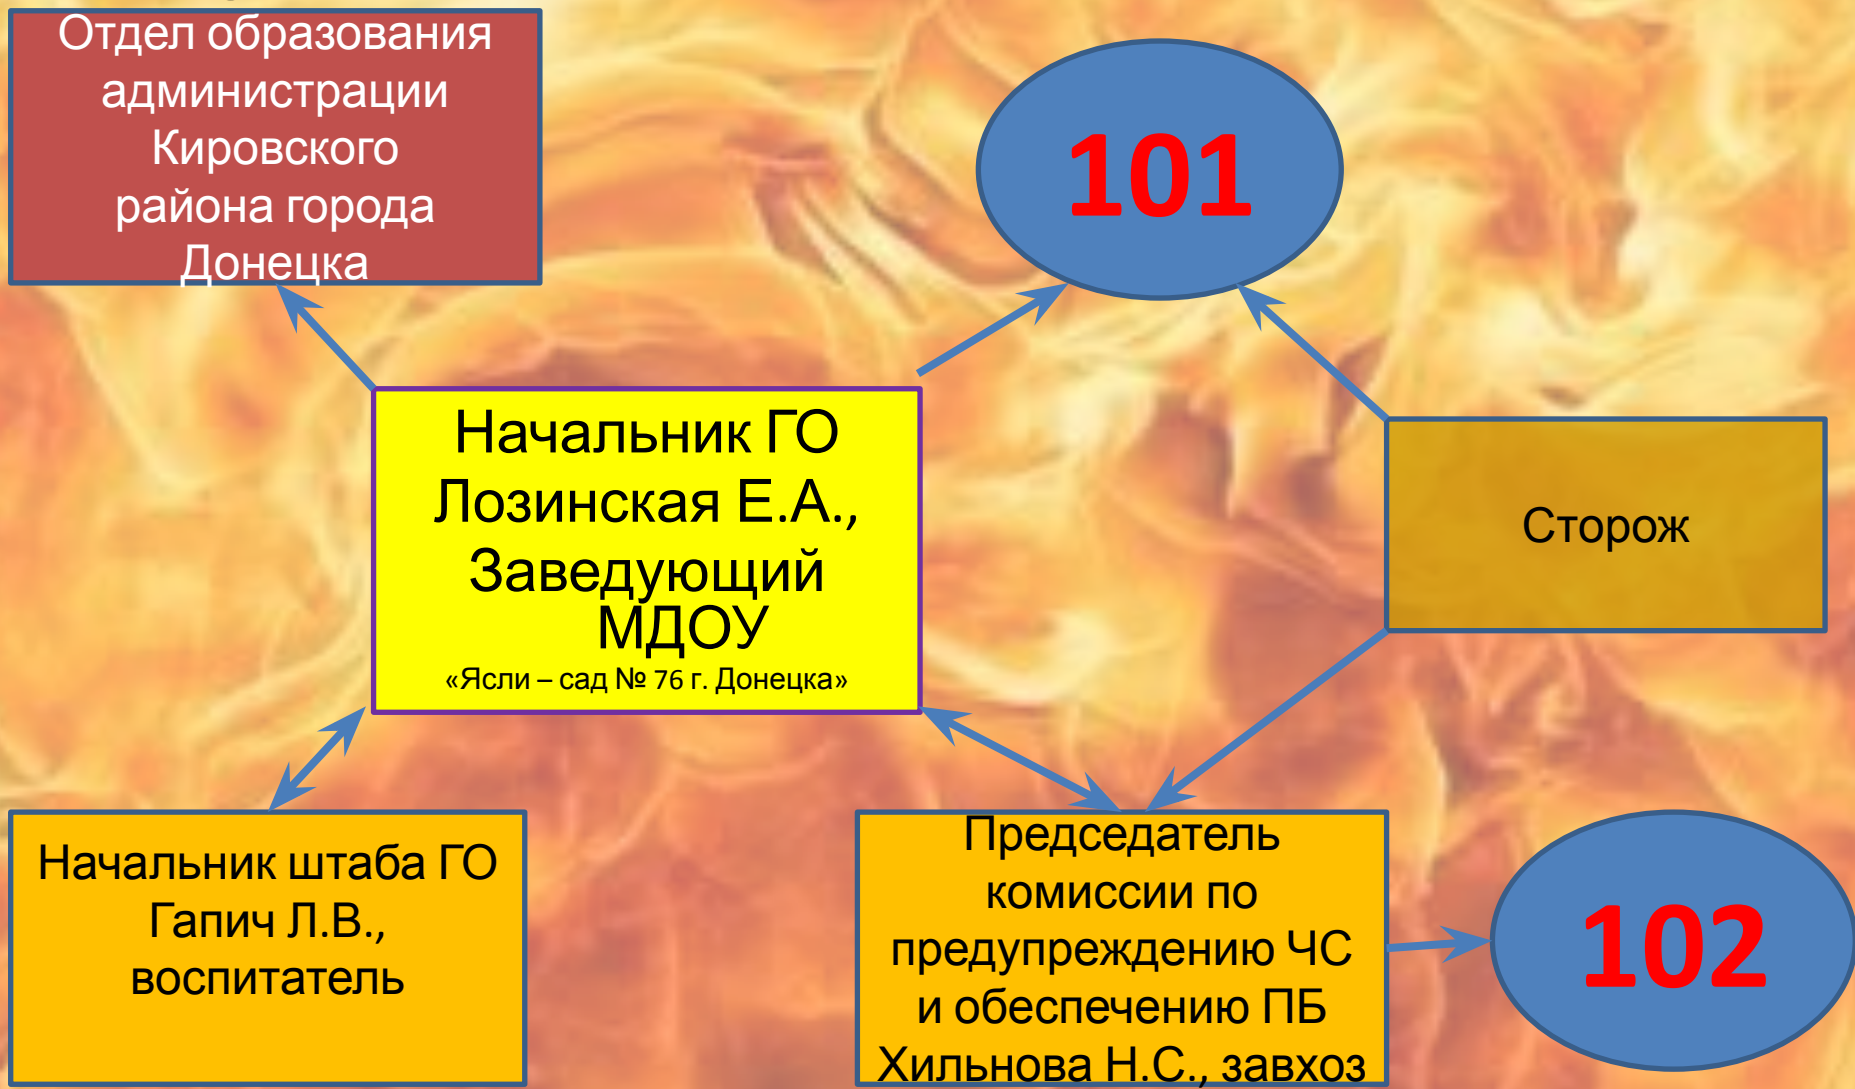 Отдел образования
администрации
Кировского
района города
Донецка
101
Начальник ГО
Лозинская Е.А.,
Заведующий
МДОУ
«Ясли – сад № 76 г. Донецка»
Сторож
Начальник штаба ГО
Гапич Л.В.,
воспитатель
Председатель
комиссии по
предупреждению ЧС
и обеспечению ПБ
Хильнова Н.С., завхоз
102